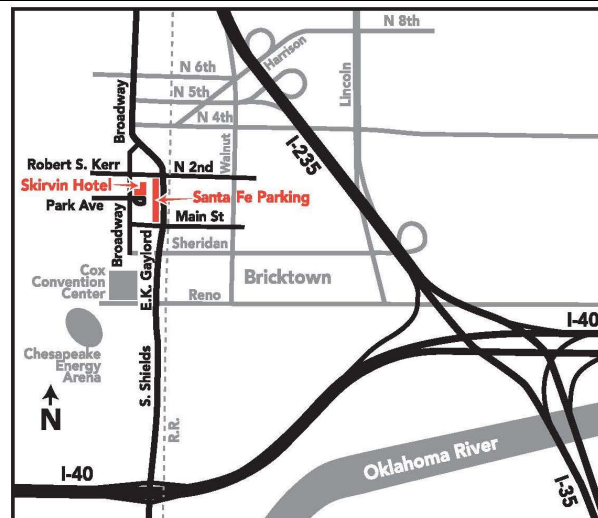 N 8th
Harrison
N 6th
Lincoln
N 5th
Broadway
N 4th
I-235
Walnut
Robert S. Kerr
N 2nd
Skirvin Hotel
Santa Fe Parking
Park Ave
P
Main St
Broadway
E.K. Gaylord
Sheridan
Cox
Convention
Center
Bricktown
Reno
I-40
Chesapeake
Energy
Arena
S. Shields
N
R.R.
Oklahoma River
I-40
I-35